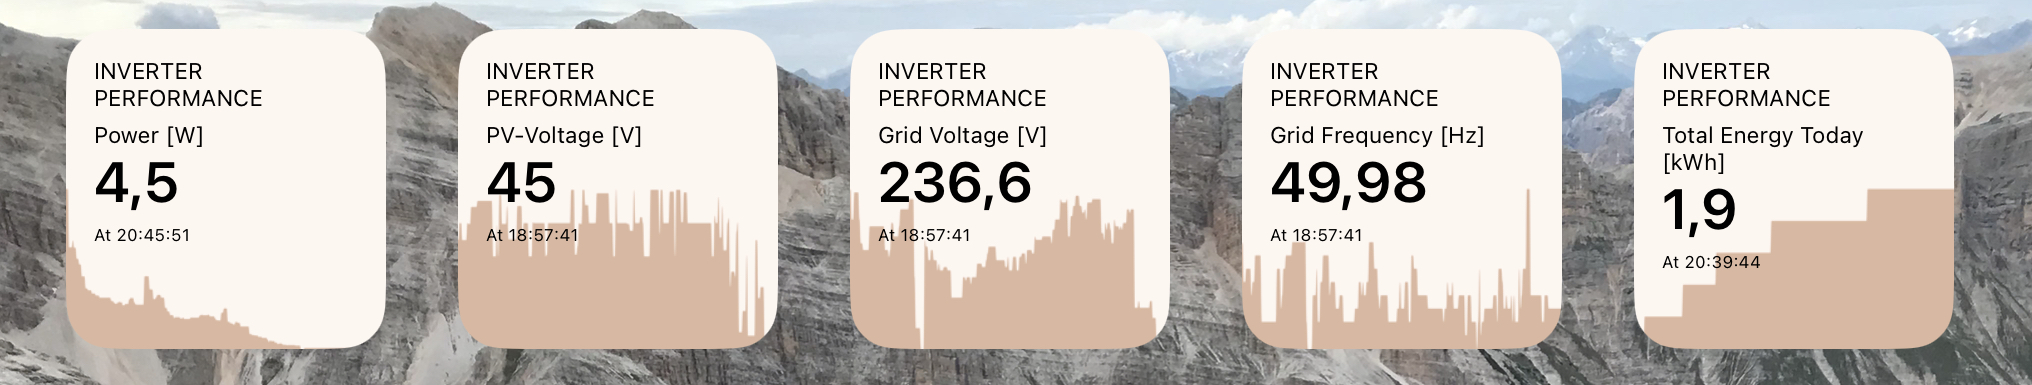 INVERTER
PERFORMANCE
Power [W]
4,5
At 20:45:51
INVERTER
PERFORMANCE
PV-Voltage [V]
45
At 18:57:41
INVERTER
PERFORMANCE
Grid Voltage [V]
236,6
At 18:57:41
INVERTER
PERFORMANCE
Grid Frequency [Hz]
49,98
At 18:57:41
INVERTER
PERFORMANCE
Total Energy Today
[kWh]
1,9
At 20:39:44